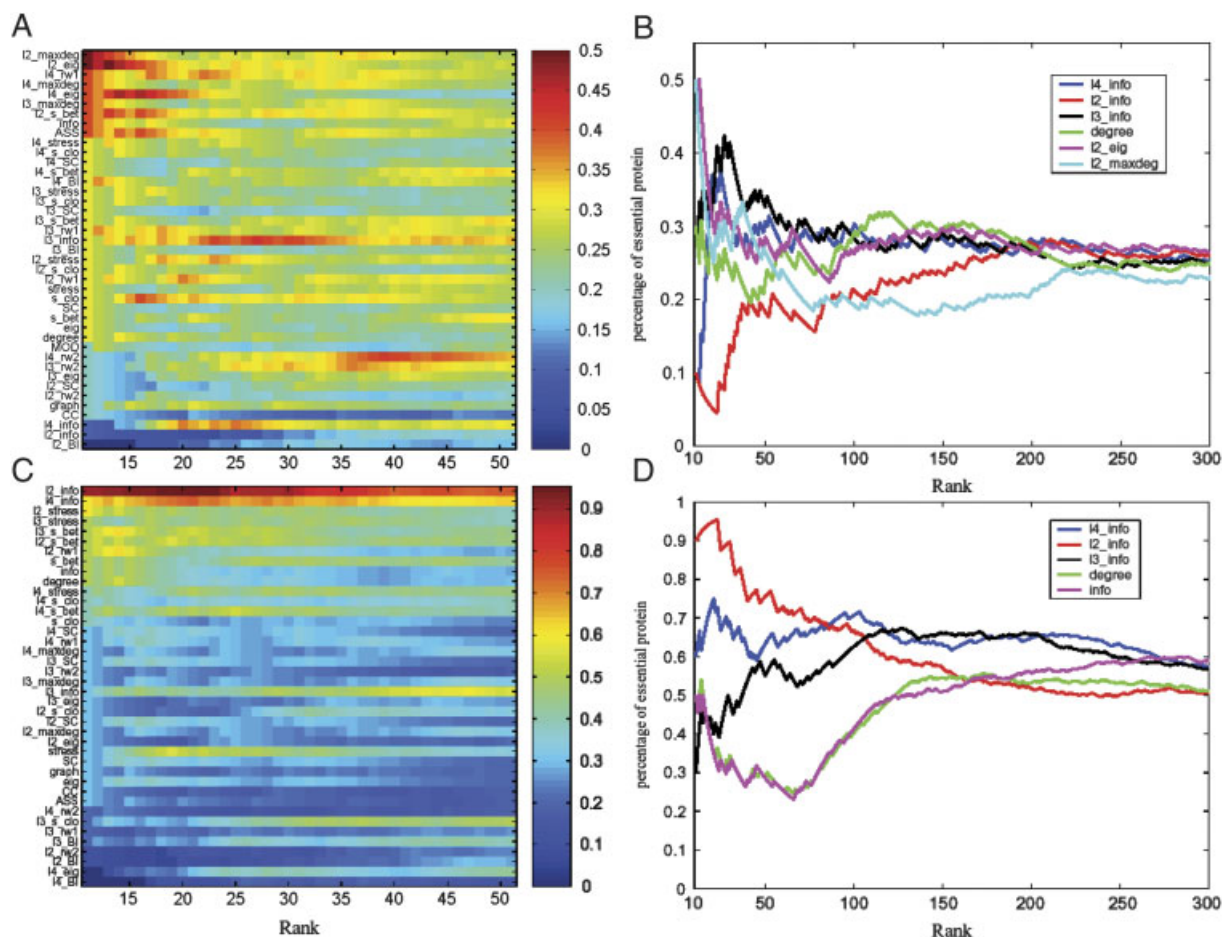 A
l2_maxdeg
l2_eig
l4_rw1
l4_maxdeg
l4_eig
l3_maxdeg
l2_s_bet
info
ASS
l4_stress
l4_s_clo
l4_SC
l4_s_bet
l4_BI
l3_stress
l3_s_clo
l3_SC
l3_s_bet
l3_rw1
l3_info
l3_BI
l2_stress
l2_s_clo
l2_rw1
stress
s_clo
SC
s_bet
eig
degree
MOD
l4_rw2
l3_rw2
l3_eig
l2_SC
l2_rw2
graph
CC
l4_info
l2_info
l2_BI
15 20 25 30 35 40 45 50
0.5
0.45
0.4
0.35
0.3
0.25
0.2
0.15
0.1
0.05
0
B
percentage of essential protein
0.5
0.4
0.3
0.2
0.1
0
l4_info
l2_info
l3_info
degree
l2_eig
l2_maxdeg
10 50 100 150 200 250 300
Rank
C
l2_info
l4_info
l2_stress
l3_stress
l3_s_bet
l2_s_bet
l2_rw1
s_bet
info
degree
l4_stress
l4_s_clo
l4_s_bet
s_clo
l4_SC
l4_rw1
l4_maxdeg
l3_SC
l3_rw2
l3_maxdeg
l3_info
l3_eig
l2_s_clo
l2_SC
l2_maxdeg
l2_eig
stress
SC
graph
eig
CC
ASS
l4_rw2
l3_s_clo
l3_rw1
l3_BI
l2_rw2
l2_BI
l4_eig
l4_BI
15 20 25 30 35 40 45 50
Rank
0.9
0.8
0.7
0.6
0.5
0.4
0.3
0.2
0.1
0
D
percentage of essential protein
1
0.9
0.8
0.7
0.6
0.5
0.4
0.3
0.2
0.1
0
l4_info
l2_info
l3_info
degree
info
10 50 100 150 200 250 300
Rank